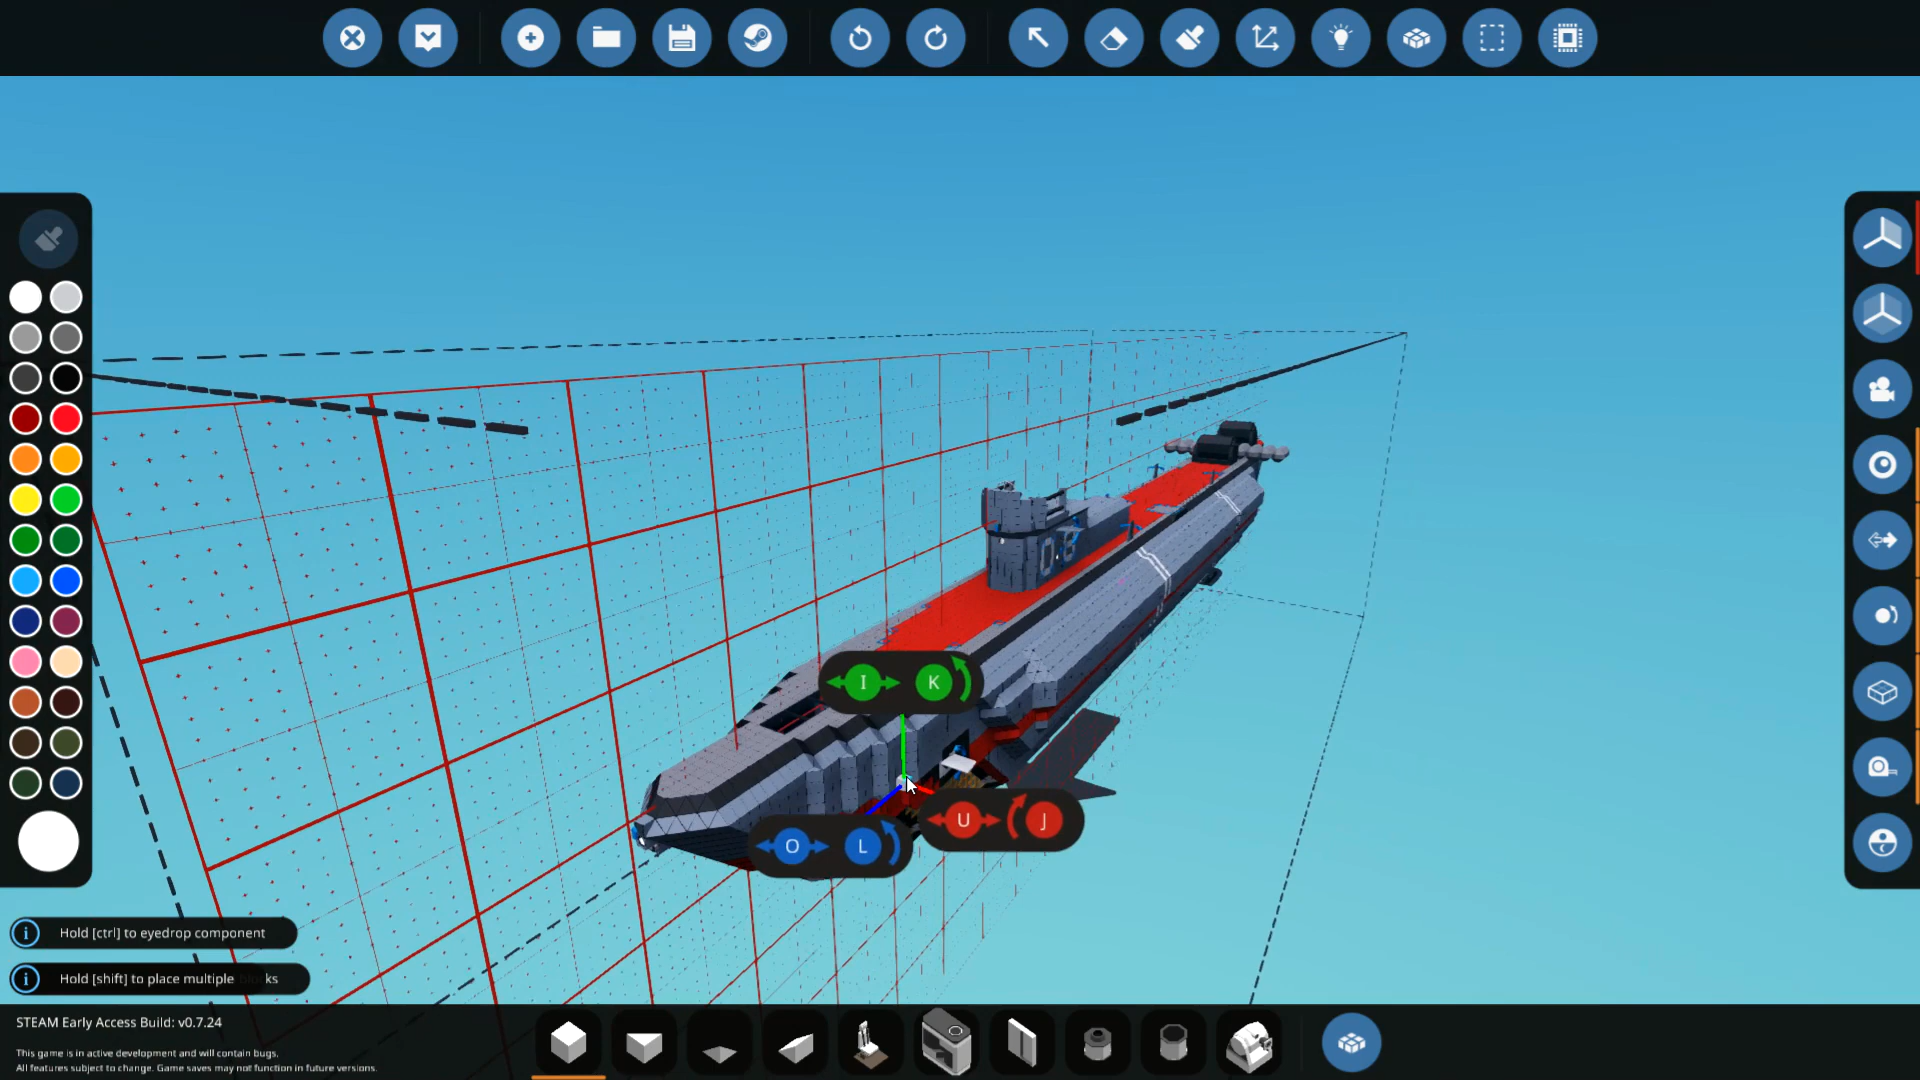 08
I K
U J
O L
Hold [ctrl] to eyedrop component
Hold [shift] to place multiple blocks
STEAM Early Access Build: v0.7.24
This game is in active development and will contain bugs.
All features subject to change. Game saves may not function in future versions.